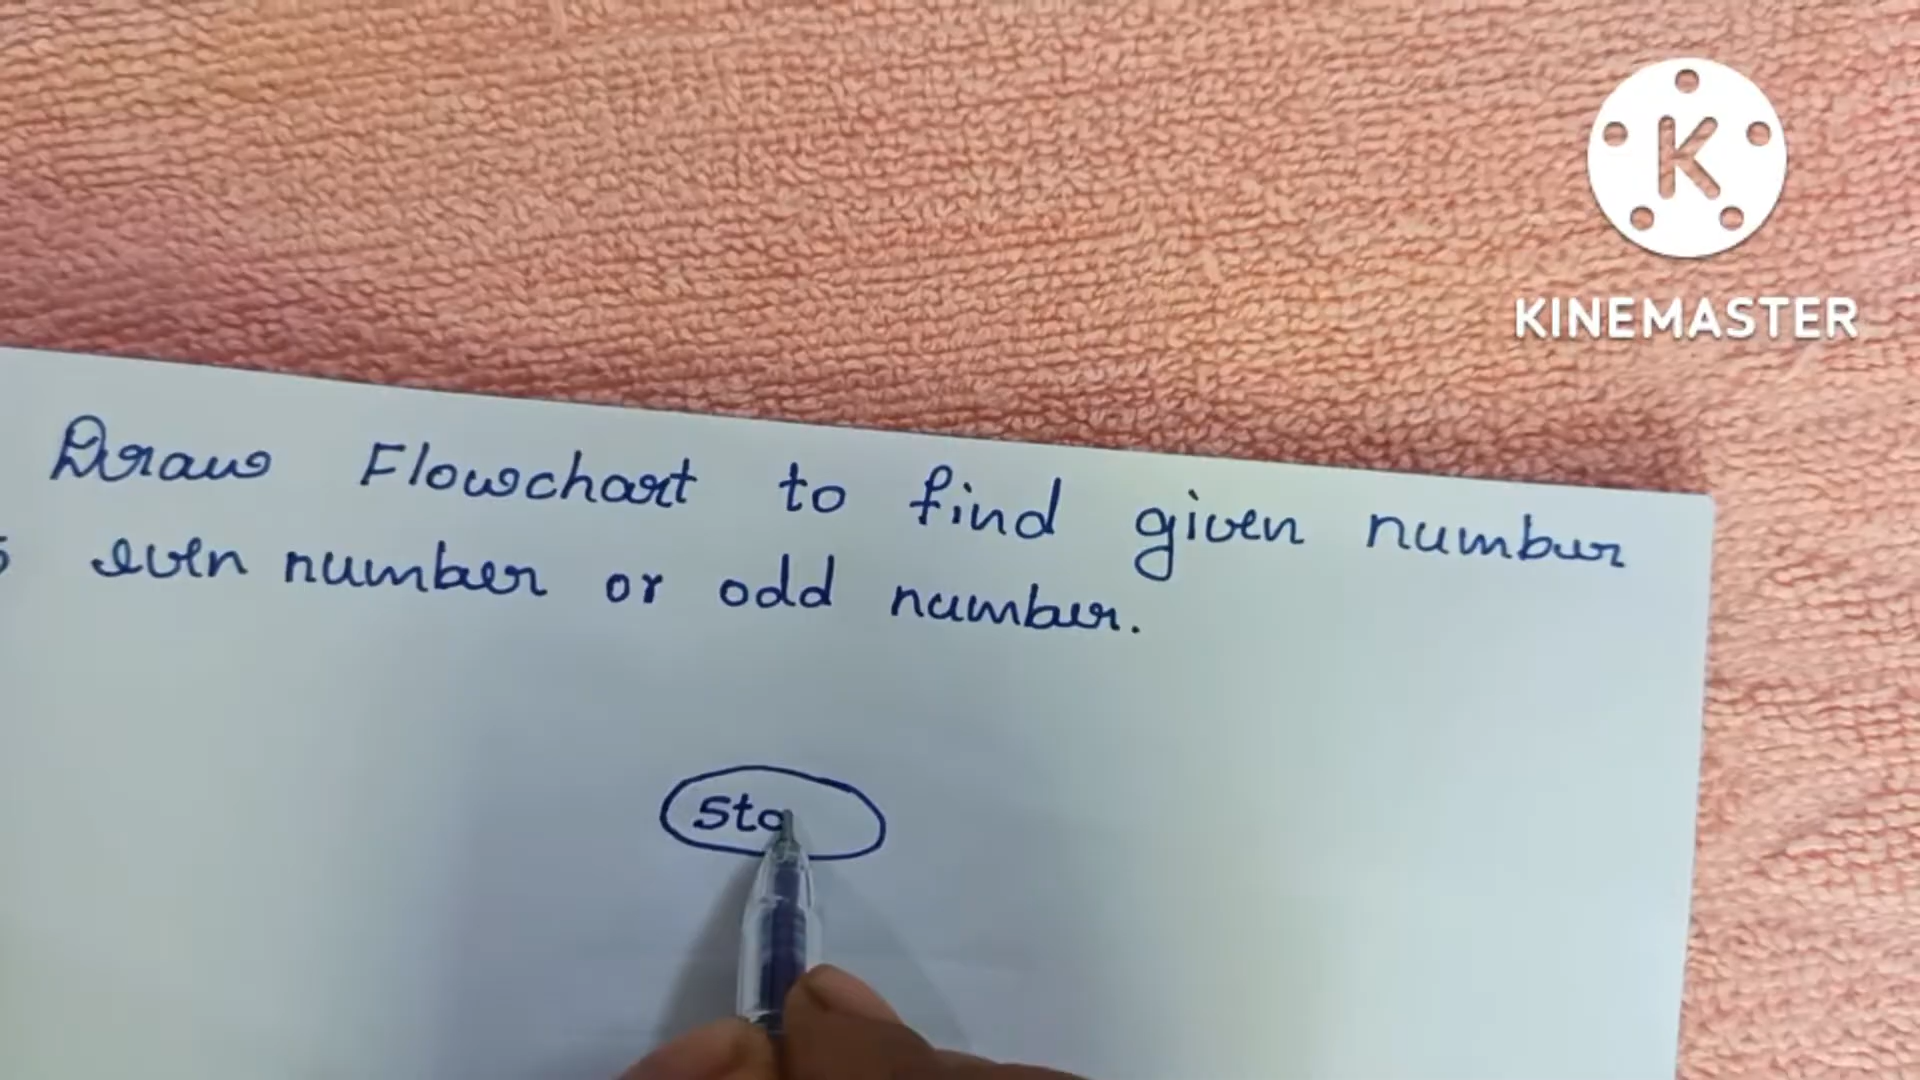 KINEMASTER
Draw Flowchart to find given number
even number or odd number.
Sta